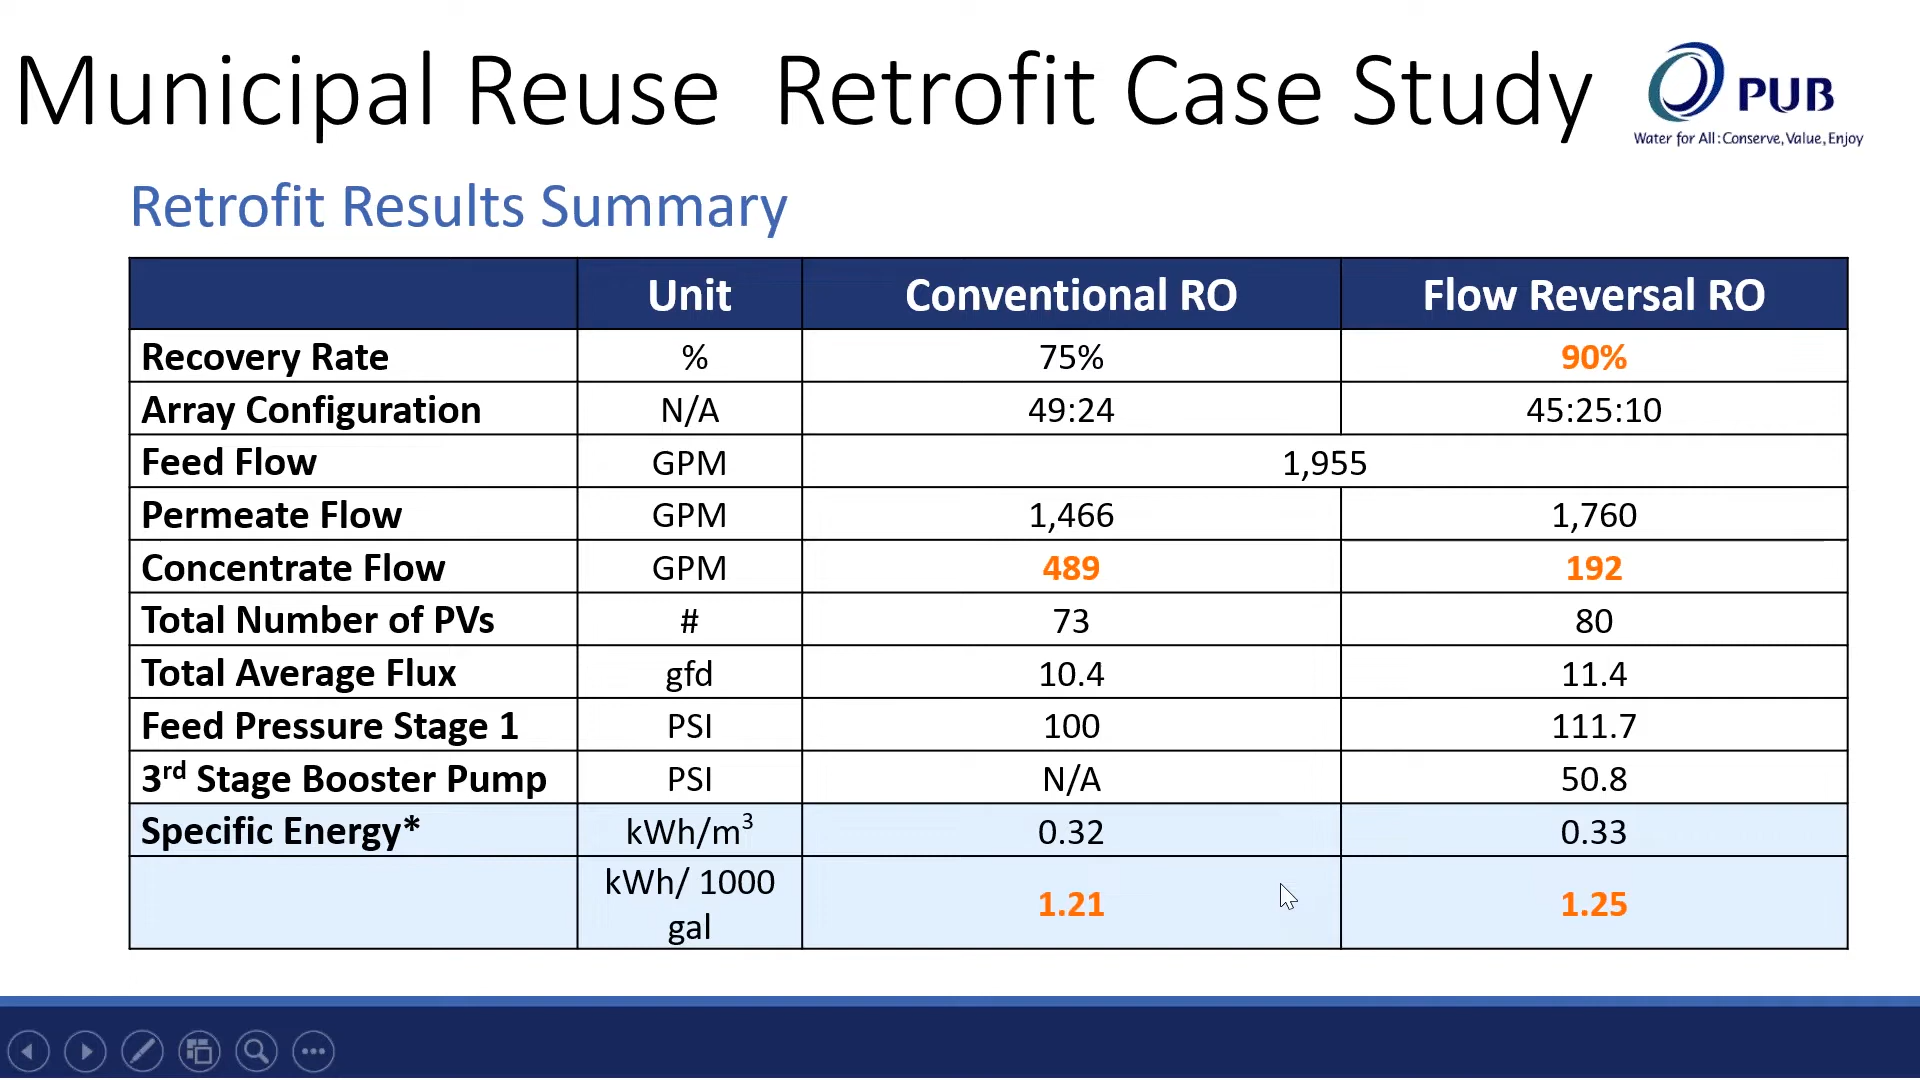 Municipal Reuse  Retrofit Case Study
PUB
Water for All: Conserve, Value, Enjoy
Retrofit Results Summary
Unit Conventional RO Flow Reversal RO
Recovery Rate % 75% 90%
Array Configuration N/A 49:24 45:25:10
Feed Flow GPM 1,955
Permeate Flow GPM 1,466 1,760
Concentrate Flow GPM 489 192
Total Number of PVs # 73 80
Total Average Flux gfd 10.4 11.4
Feed Pressure Stage 1 PSI 100 111.7
3rd Stage Booster Pump PSI N/A 50.8
Specific Energy* kWh/m³ 0.32 0.33
kWh/ 1000 gal 1.21 1.25